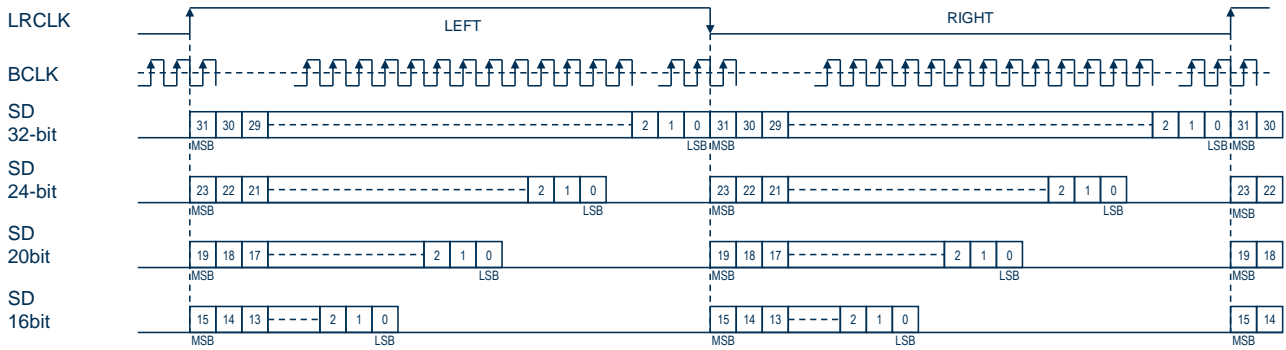 LRCLK
LEFT
RIGHT
BCLK
SD
32-bit
31 30 29 2 1 0 31 30 29 2 1 0 31 30
MSB LSB MSB LSB MSB
SD
24-bit
23 22 21 2 1 0 23 22 21 2 1 0 23 22
MSB LSB MSB LSB MSB
SD
20bit
19 18 17 2 1 0 19 18 17 2 1 0 19 18
MSB LSB MSB LSB MSB
SD
16bit
15 14 13 2 1 0 15 14 13 2 1 0 15 14
MSB LSB MSB LSB MSB